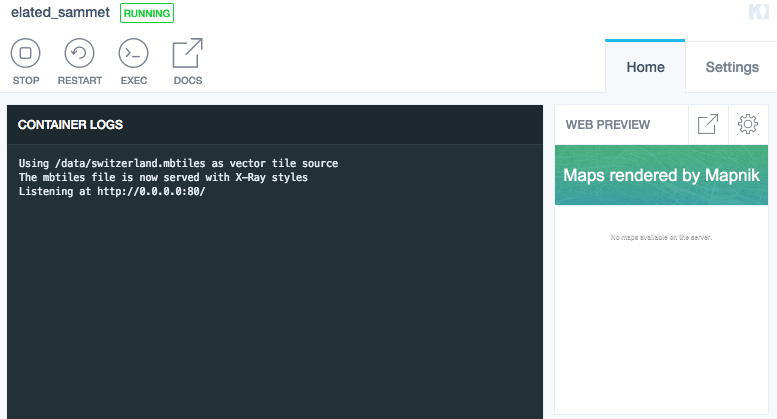 elated_sammet RUNNING
STOP RESTART EXEC DOCS
Home Settings
CONTAINER LOGS
Using /data/switzerland.mbtiles as vector tile source
The mbtiles file is now served with X-Ray styles
Listening at http://0.0.0.0:80/
WEB PREVIEW
Maps rendered by Mapnik
No maps available on the server.